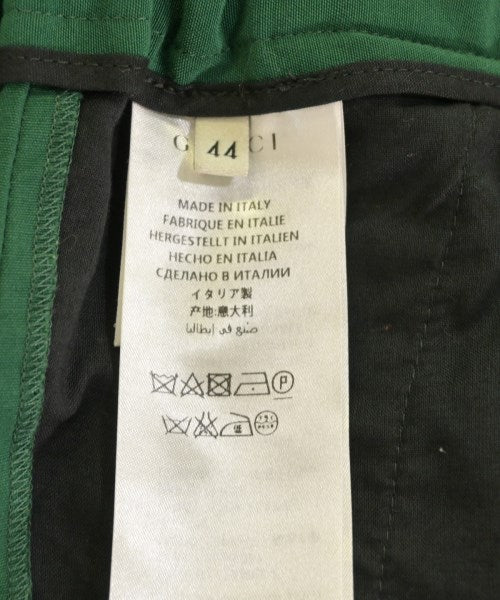 G CI
44
MADE IN ITALY
FABRIQUE EN ITALIE
HERGESTELLT IN ITALIEN
HECHO EN ITALIA
СДЕЛАНО В ИТАЛИИ
イタリア製
产地:意大利
صنع في إيطاليا
P